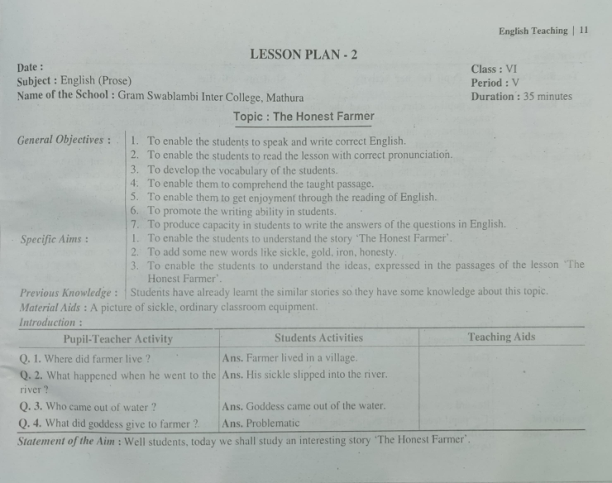 English Teaching | 11
LESSON PLAN - 2
Date :
Class : VI
Subject : English (Prose)
Period : V
Name of the School : Gram Swablambi Inter College, Mathura
Duration : 35 minutes
Topic : The Honest Farmer
General Objectives : 1. To enable the students to speak and write correct English.
2. To enable the students to read the lesson with correct pronunciation.
3. To develop the vocabulary of the students.
4. To enable them to comprehend the taught passage.
5. To enable them to get enjoyment through the reading of English.
6. To promote the writing ability in students.
7. To produce capacity in students to write the answers of the questions in English.
Specific Aims : 1. To enable the students to understand the story 'The Honest Farmer'.
2. To add some new words like sickle, gold, iron, honesty.
3. To enable the students to understand the ideas, expressed in the passages of the lesson 'The
Honest Farmer'.
Previous Knowledge : Students have already learnt the similar stories so they have some knowledge about this topic.
Material Aids : A picture of sickle, ordinary classroom equipment.
Introduction :
Pupil-Teacher Activity Students Activities Teaching Aids
Q. 1. Where did farmer live ? Ans. Farmer lived in a village.
Q. 2. What happened when he went to the Ans. His sickle slipped into the river.
river ?
Q. 3. Who came out of water ? Ans. Goddess came out of the water.
Q. 4. What did goddess give to farmer ? Ans. Problematic
Statement of the Aim : Well students, today we shall study an interesting story 'The Honest Farmer'.